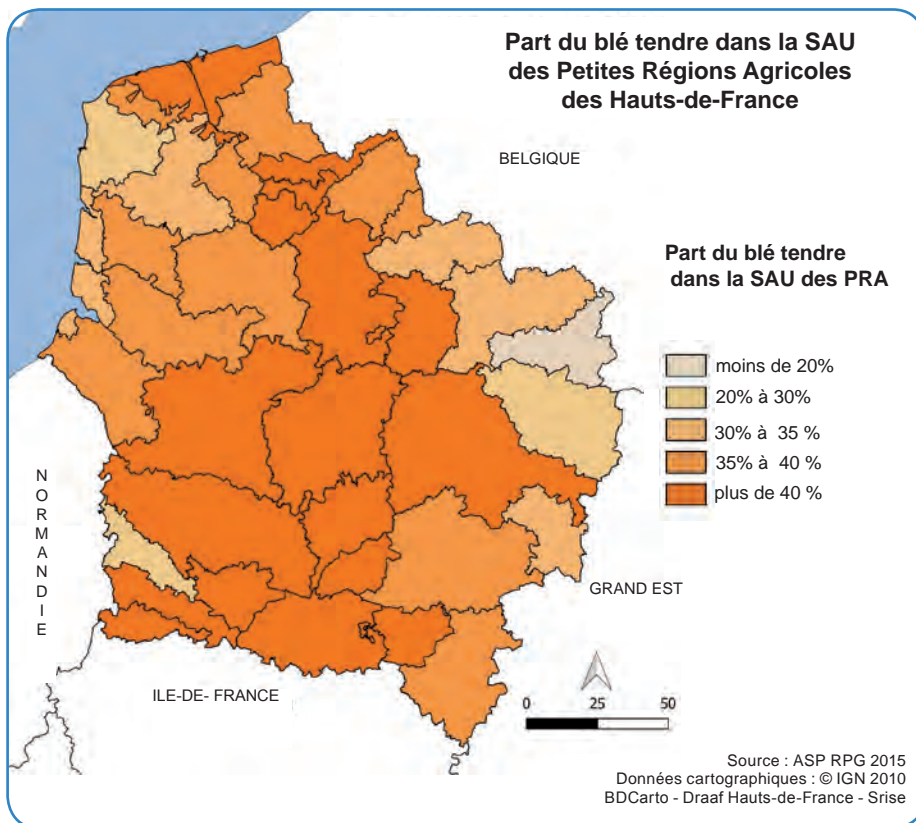 Part du blé tendre dans la SAU
des Petites Régions Agricoles
des Hauts-de-France
BELGIQUE
Part du blé tendre
dans la SAU des PRA
moins de 20%
20% à 30%
30% à 35 %
35% à 40 %
plus de 40 %
N
O
R
M
A
N
D
I
E
GRAND EST
ILE-DE- FRANCE
0 25 50
Source : ASP RPG 2015
Données cartographiques : © IGN 2010
BDCarto - Draaf Hauts-de-France - Srise